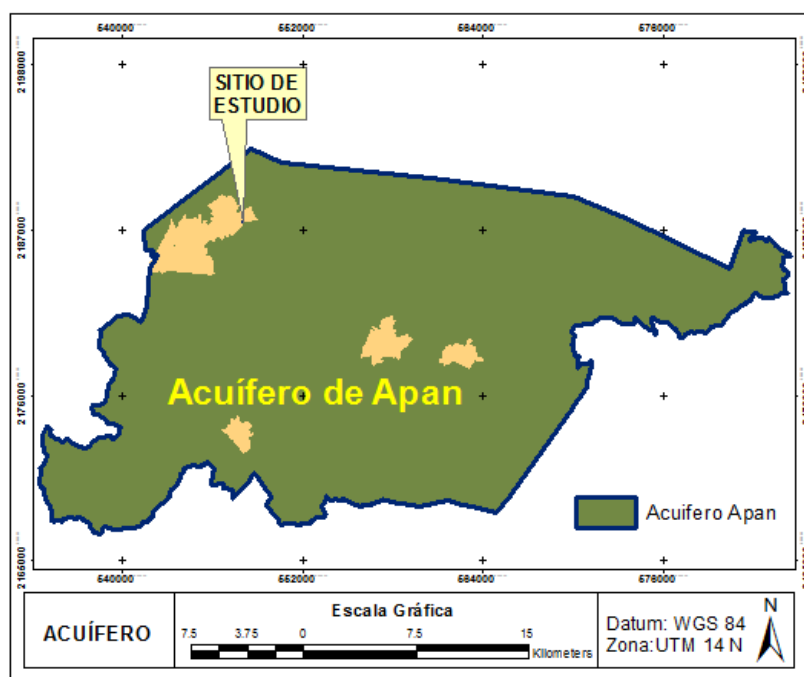 640000 652000 664000 676000
2198000
SITIO DE
ESTUDIO
2187000
2176000
Acuífero de Apan
Acuifero Apan
2165000
640000 652000 664000 676000
ACUÍFERO
Escala Gráfica
7.5 3.75 0 7.5 15
Kilometers
Datum: WGS 84
Zona:UTM 14 N
N